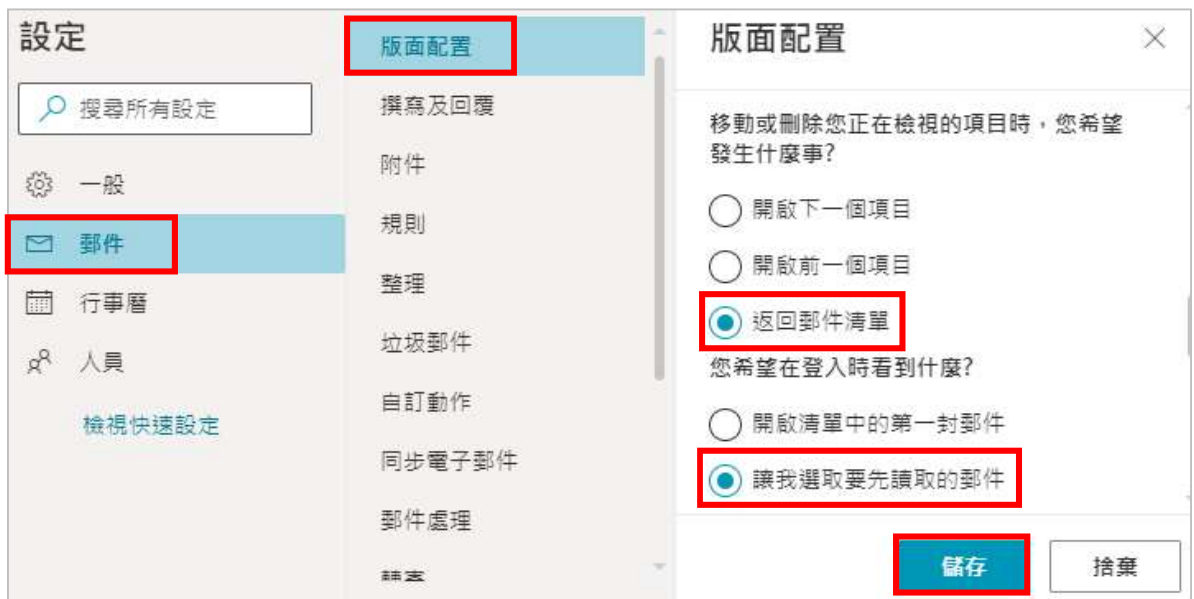 設定
搜尋所有設定
一般
郵件
行事曆
人員
檢視快速設定
版面配置
撰寫及回覆
附件
規則
整理
垃圾郵件
自訂動作
同步電子郵件
郵件處理
版面配置
移動或刪除您正在檢視的項目時，您希望
發生什麼事?
開啟下一個項目
開啟前一個項目
返回郵件清單
您希望在登入時看到什麼?
開啟清單中的第一封郵件
讓我選取要先讀取的郵件
儲存
捨棄